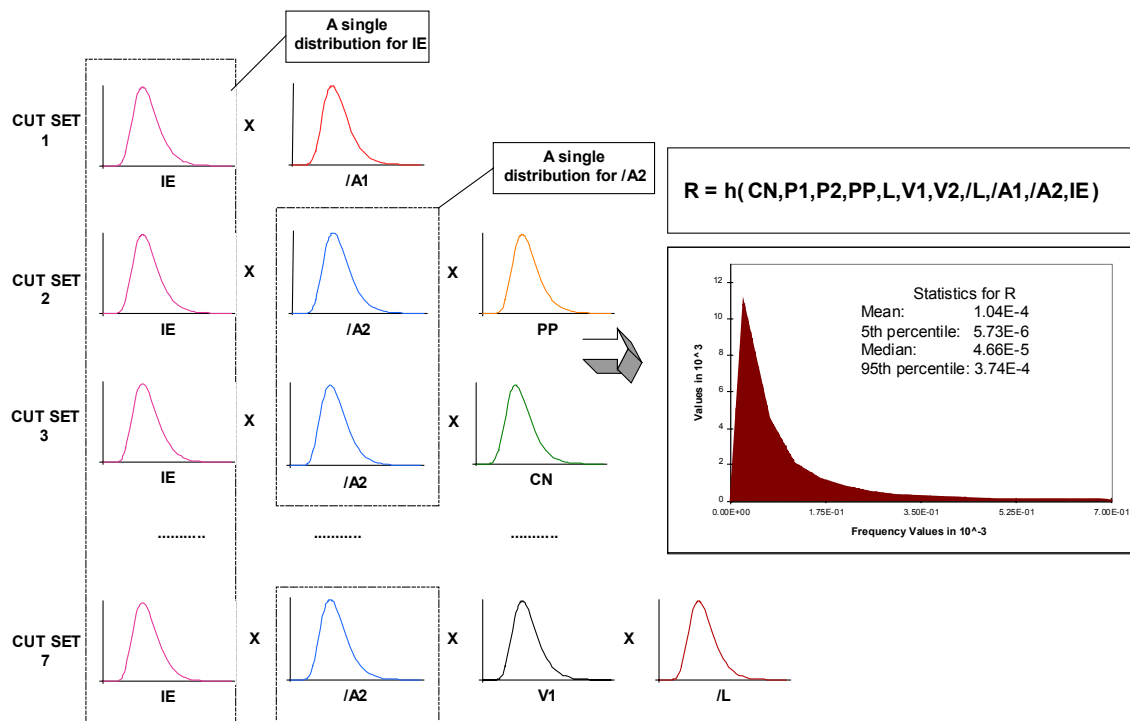 A single
distribution for IE
CUT SET
1
X
IE
/A1
A single
distribution for /A2
R = h( CN,P1,P2,PP,L,V1,V2,/L,/A1,/A2,IE )
CUT SET
2
X
X
IE
/A2
PP
CUT SET
3
X
X
IE
/A2
CN
...........
...........
...........
CUT SET
7
X
X
X
IE
/A2
V1
/L
Statistics for R
Mean: 1.04E-4
5th percentile: 5.73E-6
Median: 4.66E-5
95th percentile: 3.74E-4
Values in 10^3
12
10
8
6
4
2
0
0.00E+00 1.75E-01 3.50E-01 5.25E-01 7.00E-01
Frequency Values in 10^-3